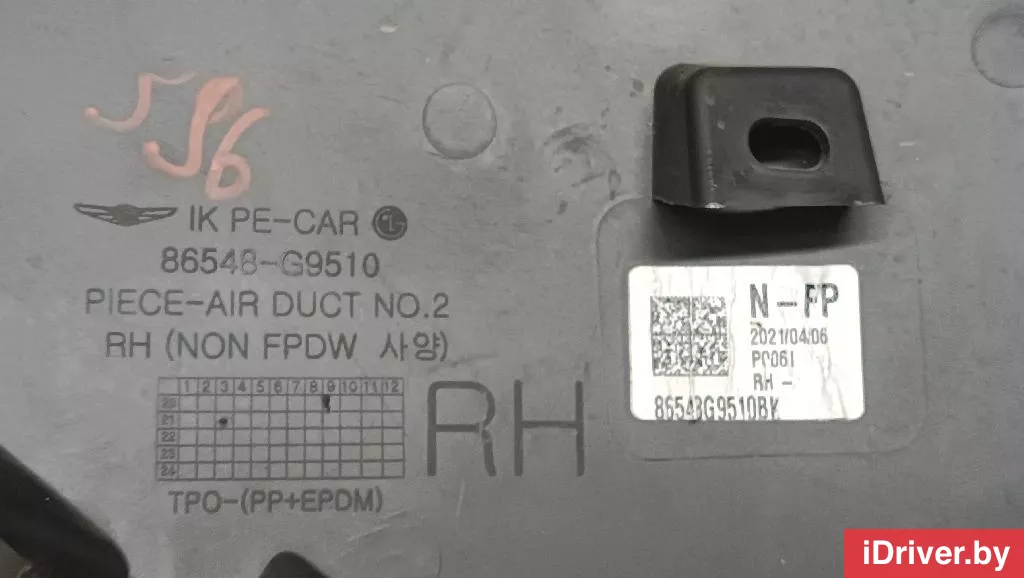 596
IK PE-CAR
86548-G9510
PIECE-AIR DUCT NO.2
RH (NON FPDW 사양)
1 2 3 4 5 6 7 8 9 10 11 12
20
21
22
23
24
TPO-(PP+EPDM)
RH
N-FP
2021/04/06
P0061
RH -
86548G9510BK
iDriver.by